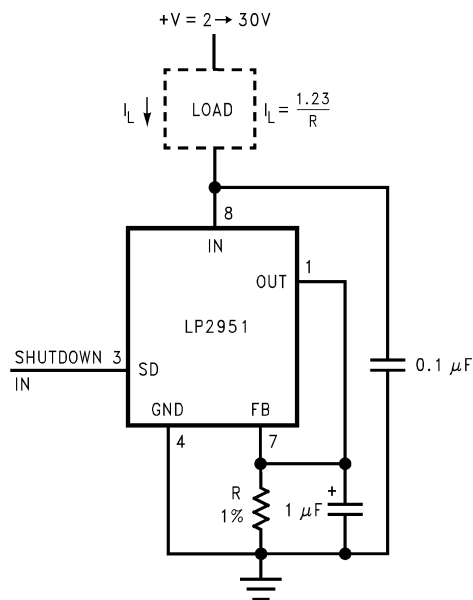 +V = 2 → 30V
I_L ↓ LOAD I_L = 1.23 / R
8
IN
OUT 1
LP2951
SHUTDOWN 3
IN
SD
0.1 μF
GND FB
4 7
R
1%
1 μF
+